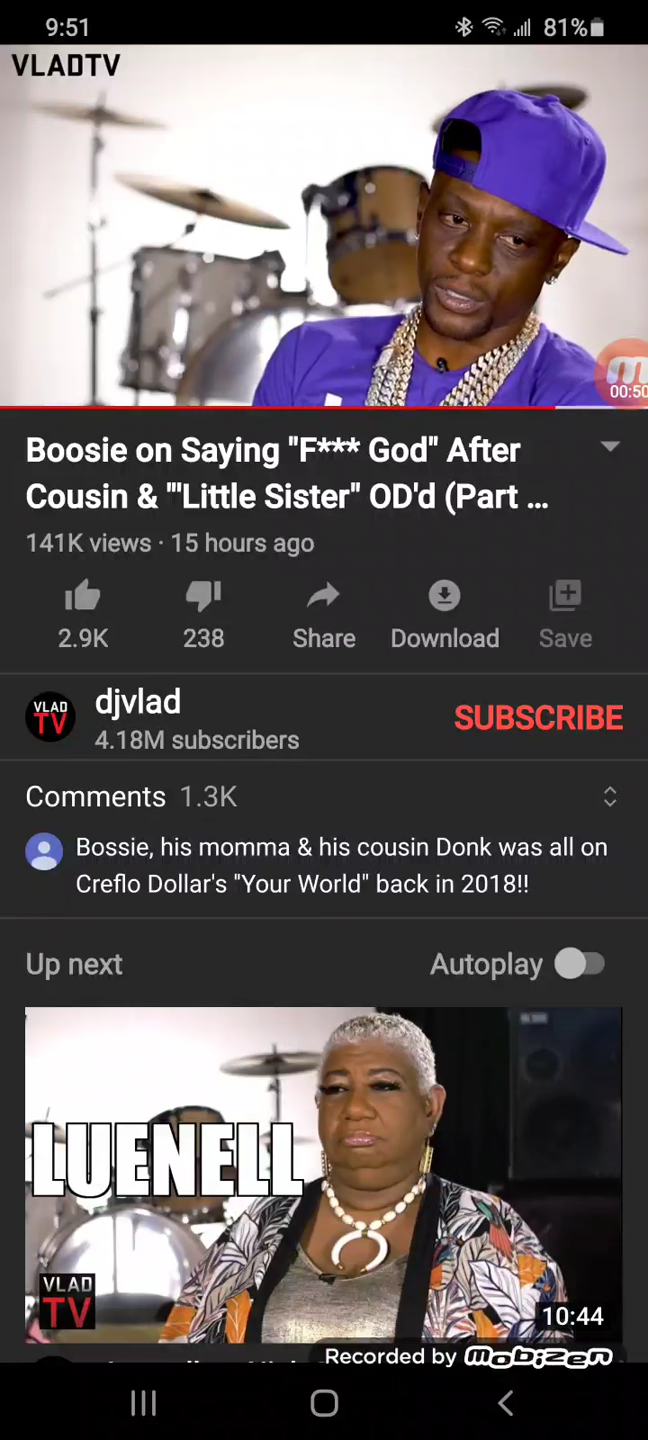 9:51
81%
VLADTV
00:50
Boosie on Saying "F*** God" After
Cousin & "'Little Sister" OD'd (Part ...
141K views · 15 hours ago
2.9K
238
Share
Download
Save
VLAD
TV
djvlad
4.18M subscribers
SUBSCRIBE
Comments 1.3K
Bossie, his momma & his cousin Donk was all on
Creflo Dollar's "Your World" back in 2018!!
Up next
Autoplay
LUENELL
VLAD
TV
10:44
Recorded by mobizen